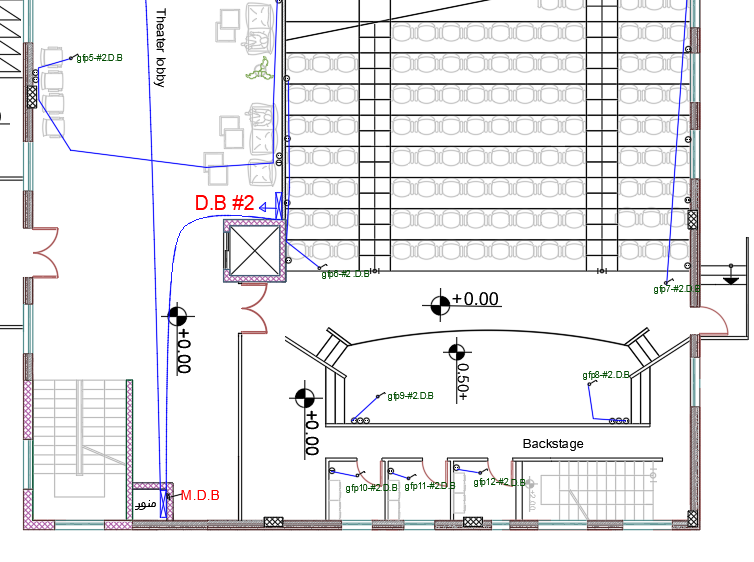 Theater lobby
gfp5-#2.D.B
D.B #2
gfp6-#2.D.B
gfp7-#2.D.B
+0.00
+0.00
0.50+
gfp8-#2.D.B
gfp9-#2.D.B
+0.00
Backstage
gfp10-#2.D.B
gfp11-#2.D.B
gfp12-#2.D.B
M.D.B
منور